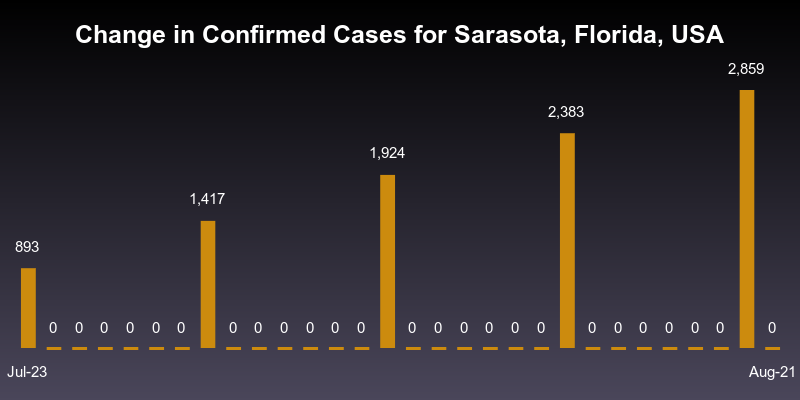 Change in Confirmed Cases for Sarasota, Florida, USA
2,859
2,383
1,924
1,417
893
0 0 0 0 0 0 0 0 0 0 0 0 0 0 0 0 0 0 0 0 0 0 0 0 0
Jul-23 Aug-21